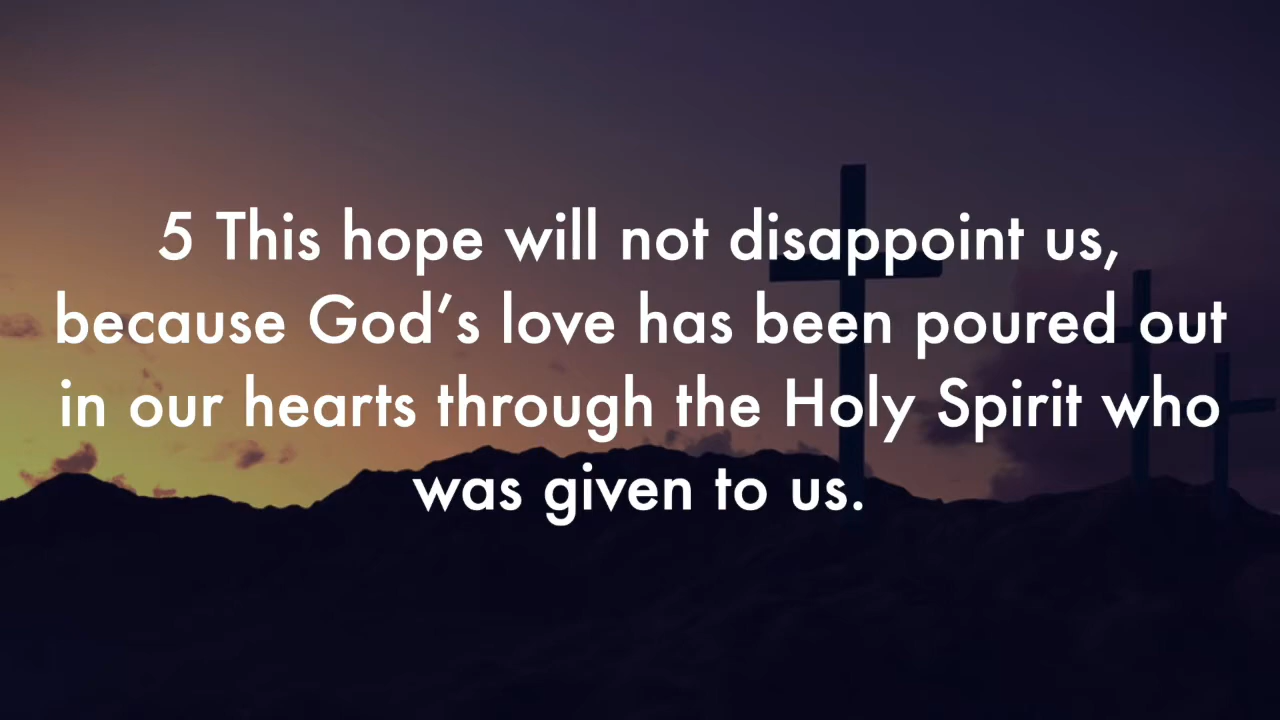 5 This hope will not disappoint us,
because God’s love has been poured out
in our hearts through the Holy Spirit who
was given to us.